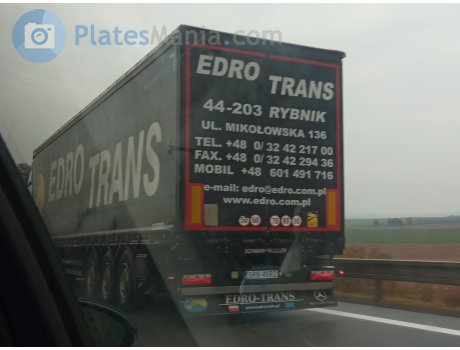 PlatesMania.com
EDRO TRANS
44-203 RYBNIK
UL. MIKOŁOWSKA 136
TEL. +48 0/ 32 42 217 00
FAX. +48 0/ 32 42 294 36
MOBIL +48 601 491 716
e-mail: edro@edro.com.pl
www.edro.com.pl
EDRO TRANS
EDRO-TRANS